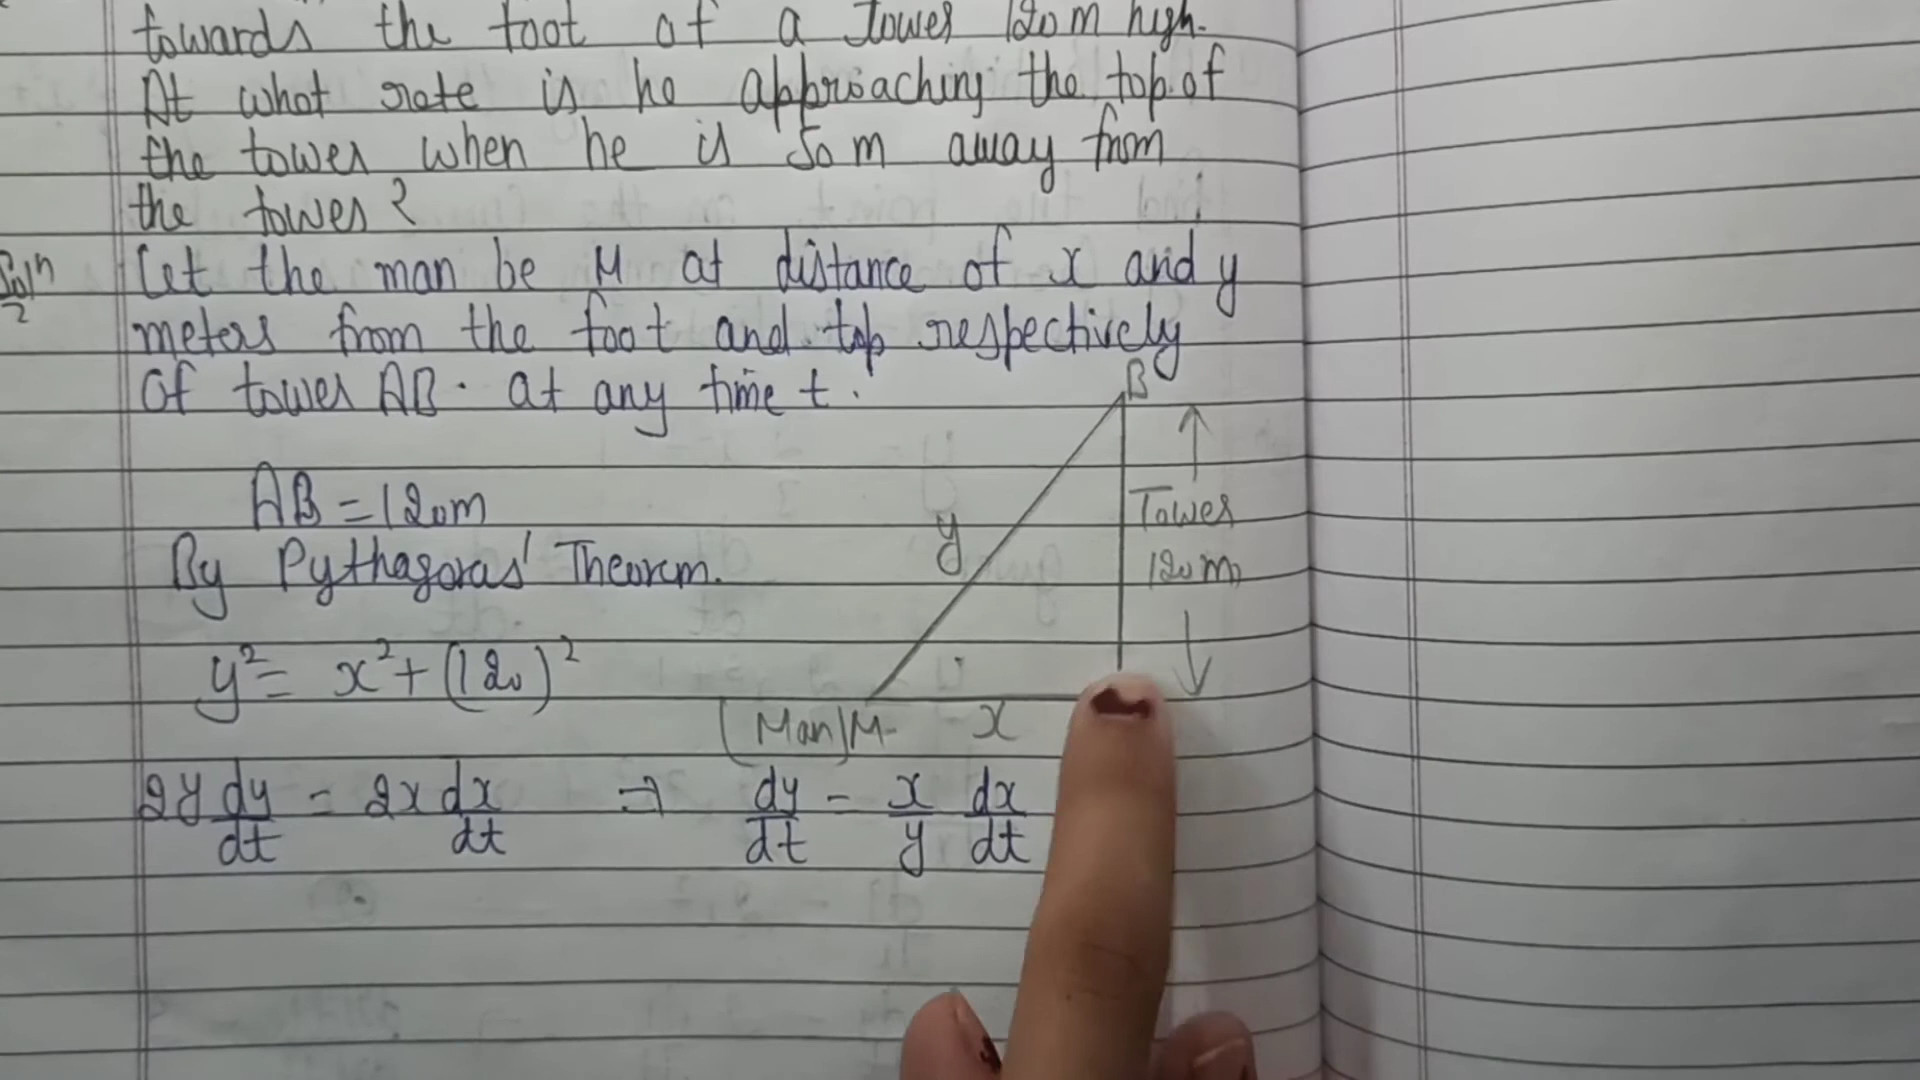 towards the foot of a tower 120m high.
At what rate is he approaching the top of
the tower when he is 50 m away from
the tower?
Solⁿ Let the man be M at distance of x and y
meters from the foot and top respectively
of tower AB. at any time t.
B
AB = 120m
Tower
y
120m
By Pythagoras' Theorem.
y² = x² + (120)²
(Man) M x
2y dy/dt = 2x dx/dt ⇒ dy/dt = x/y dx/dt